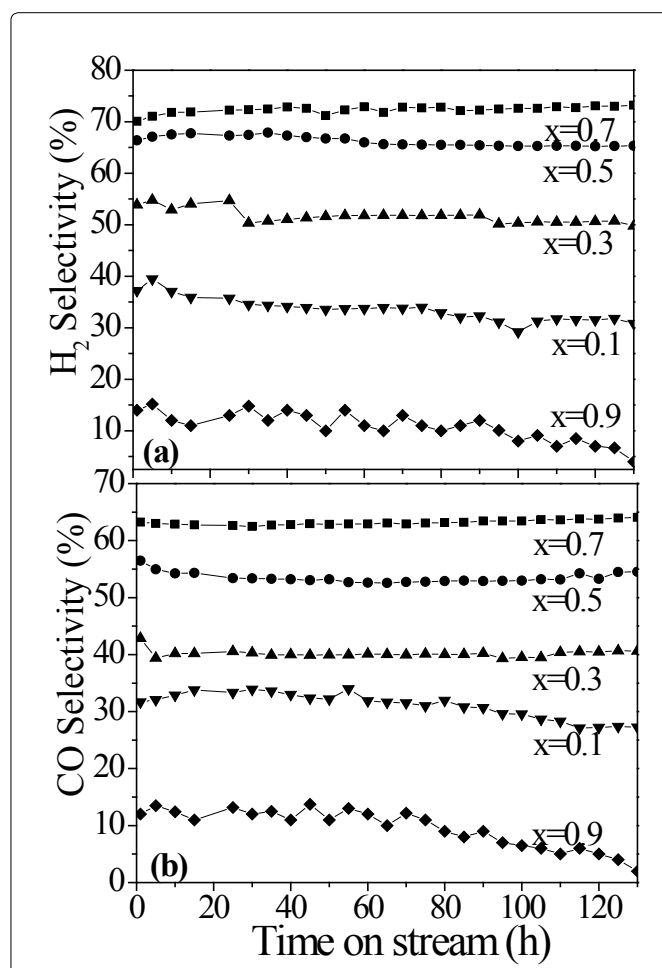 80
70
60
50
40
30
20
10
H2 Selectivity (%)
x=0.7
x=0.5
x=0.3
x=0.1
x=0.9
(a)
70
60
50
40
30
20
10
0
CO Selectivity (%)
x=0.7
x=0.5
x=0.3
x=0.1
x=0.9
(b)
0 20 40 60 80 100 120
Time on stream (h)